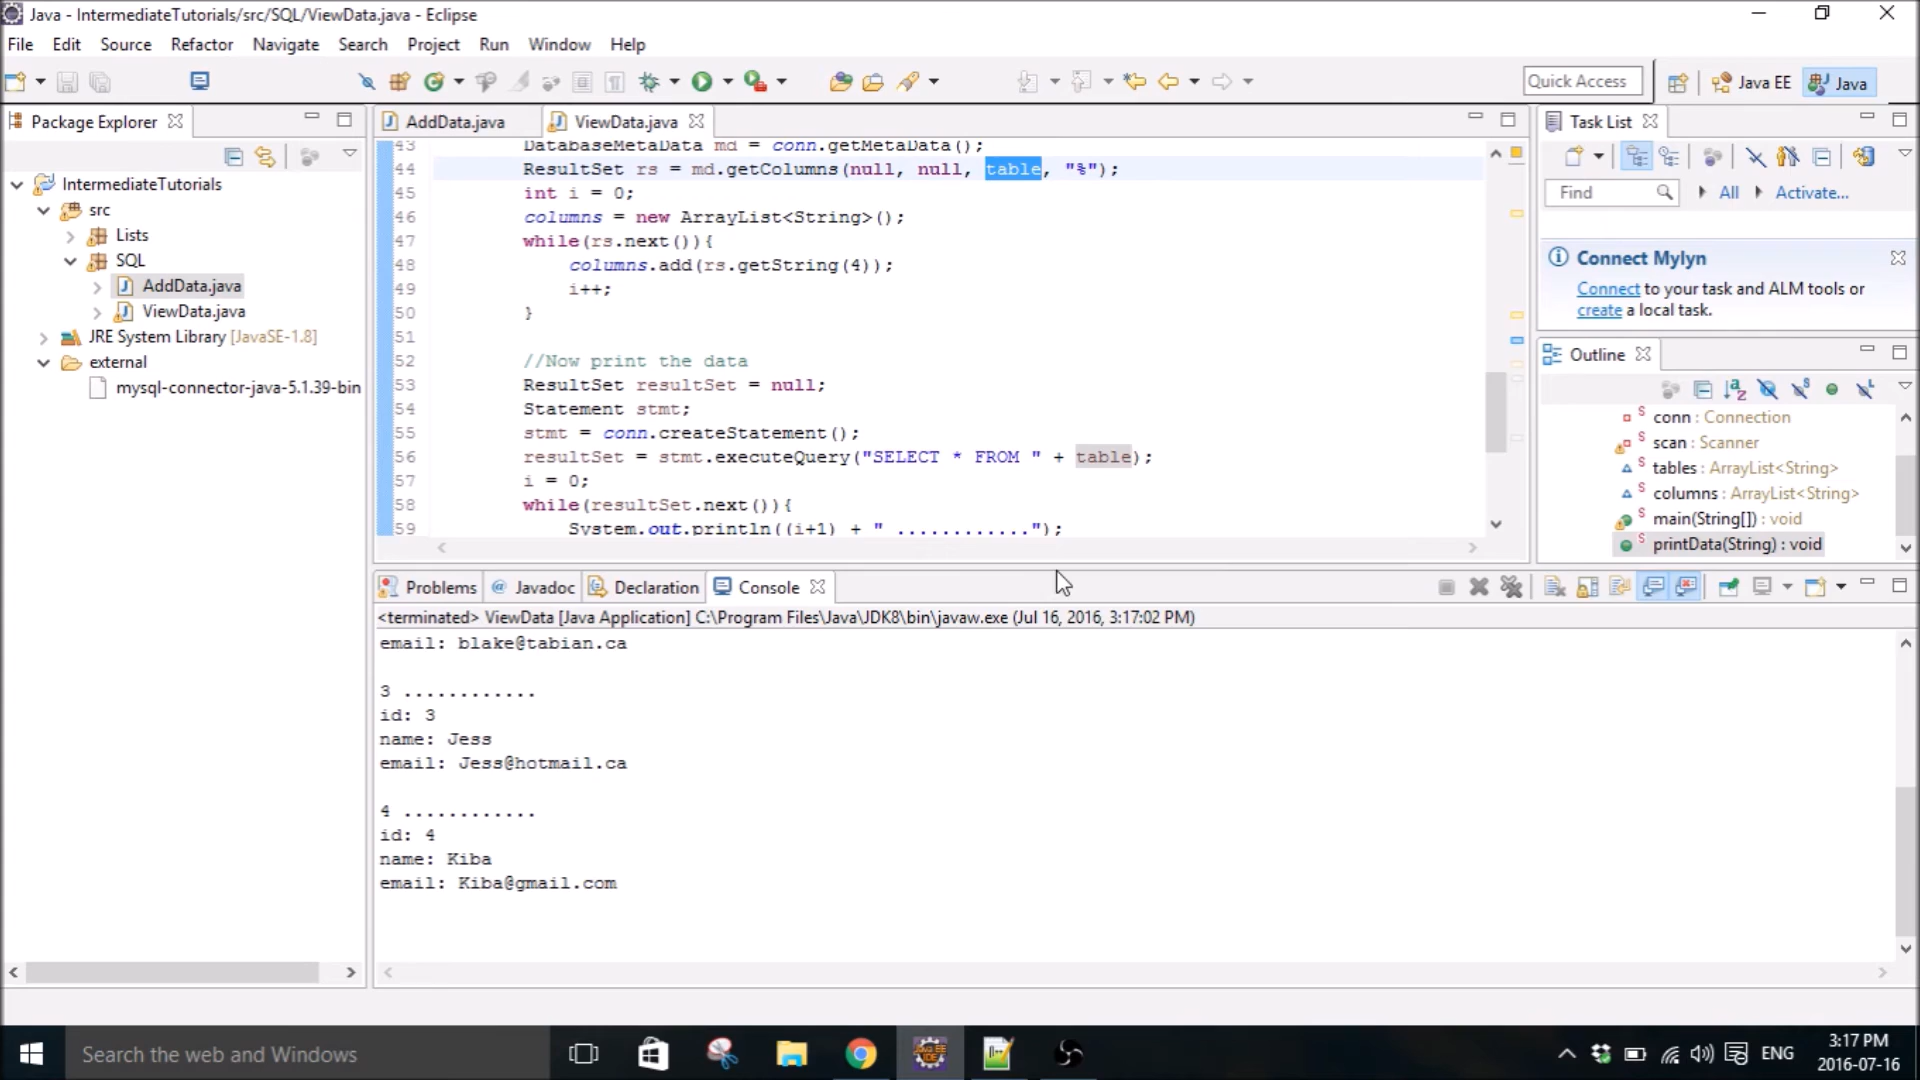 Java - IntermediateTutorials/src/SQL/ViewData.java - Eclipse
File Edit Source Refactor Navigate Search Project Run Window Help
Quick Access
Java EE
Java
Package Explorer
AddData.java
ViewData.java
Task List
IntermediateTutorials
src
Lists
SQL
AddData.java
ViewData.java
JRE System Library [JavaSE-1.8]
external
mysql-connector-java-5.1.39-bin
43 DatabaseMetaData md = conn.getMetaData();
44 ResultSet rs = md.getColumns(null, null, table, "%");
45 int i = 0;
46 columns = new ArrayList<String>();
47 while(rs.next()){
48 columns.add(rs.getString(4));
49 i++;
50 }
51
52 //Now print the data
53 ResultSet resultSet = null;
54 Statement stmt;
55 stmt = conn.createStatement();
56 resultSet = stmt.executeQuery("SELECT * FROM " + table);
57 i = 0;
58 while(resultSet.next()){
59 System.out.println((i+1) + " ............");
Find
All
Activate...
Connect Mylyn
Connect to your task and ALM tools or
create a local task.
Outline
conn : Connection
scan : Scanner
tables : ArrayList<String>
columns : ArrayList<String>
main(String[]) : void
printData(String) : void
Problems
@ Javadoc
Declaration
Console
<terminated> ViewData [Java Application] C:\Program Files\Java\JDK8\bin\javaw.exe (Jul 16, 2016, 3:17:02 PM)
email: blake@tabian.ca
3 ............
id: 3
name: Jess
email: Jess@hotmail.ca
4 ............
id: 4
name: Kiba
email: Kiba@gmail.com
Search the web and Windows
ENG
3:17 PM
2016-07-16